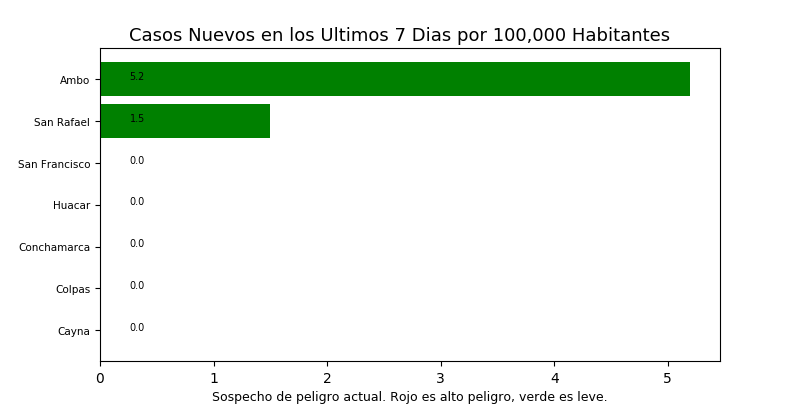 Casos Nuevos en los Ultimos 7 Dias por 100,000 Habitantes
Ambo 5.2
San Rafael 1.5
San Francisco 0.0
Huacar 0.0
Conchamarca 0.0
Colpas 0.0
Cayna 0.0
0 1 2 3 4 5
Sospecho de peligro actual. Rojo es alto peligro, verde es leve.